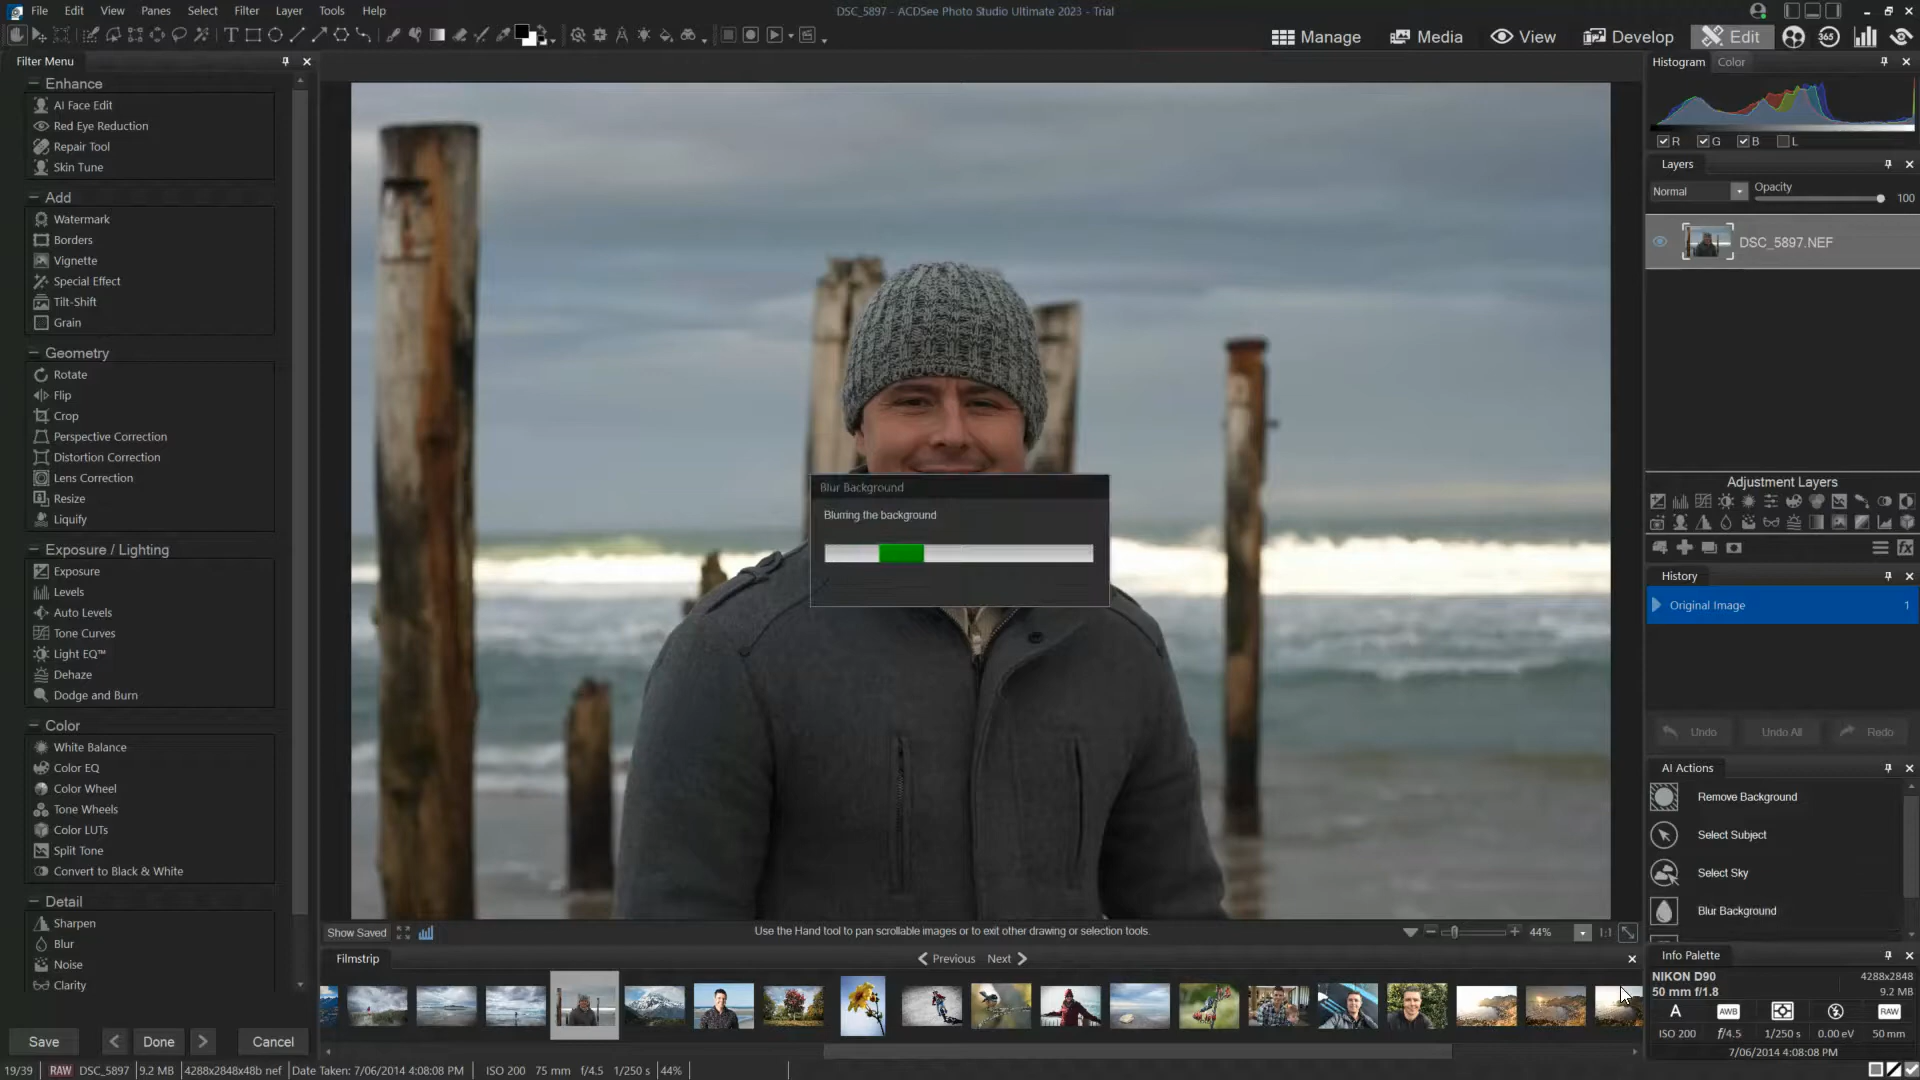 File Edit View Panes Select Filter Layer Tools Help
DSC_5897 - ACDSee Photo Studio Ultimate 2023 - Trial
Manage Media View Develop Edit 365
Filter Menu
Enhance
AI Face Edit
Red Eye Reduction
Repair Tool
Skin Tune
Add
Watermark
Borders
Vignette
Special Effect
Tilt-Shift
Grain
Geometry
Rotate
Flip
Crop
Perspective Correction
Distortion Correction
Lens Correction
Resize
Liquify
Exposure / Lighting
Exposure
Levels
Auto Levels
Tone Curves
Light EQ™
Dehaze
Dodge and Burn
Color
White Balance
Color EQ
Color Wheel
Tone Wheels
Color LUTs
Split Tone
Convert to Black & White
Detail
Sharpen
Blur
Noise
Clarity
Save Done Cancel
Blur Background
Blurring the background
Show Saved
Use the Hand tool to pan scrollable images or to exit other drawing or selection tools.
44% 1:1
Filmstrip
Previous Next
Histogram Color
R G B L
Layers
Normal Opacity 100
DSC_5897.NEF
Adjustment Layers
History
Original Image 1
Undo Undo All Redo
AI Actions
Remove Background
Select Subject
Select Sky
Blur Background
Info Palette
NIKON D90 4288x2848
50 mm f/1.8 9.2 MB
A AWB RAW
ISO 200 f/4.5 1/250 s 0.00 eV 50 mm
7/06/2014 4:08:08 PM
19/39 RAW DSC_5897 9.2 MB 4288x2848x48b nef Date Taken: 7/06/2014 4:08:08 PM ISO 200 75 mm f/4.5 1/250 s 44%